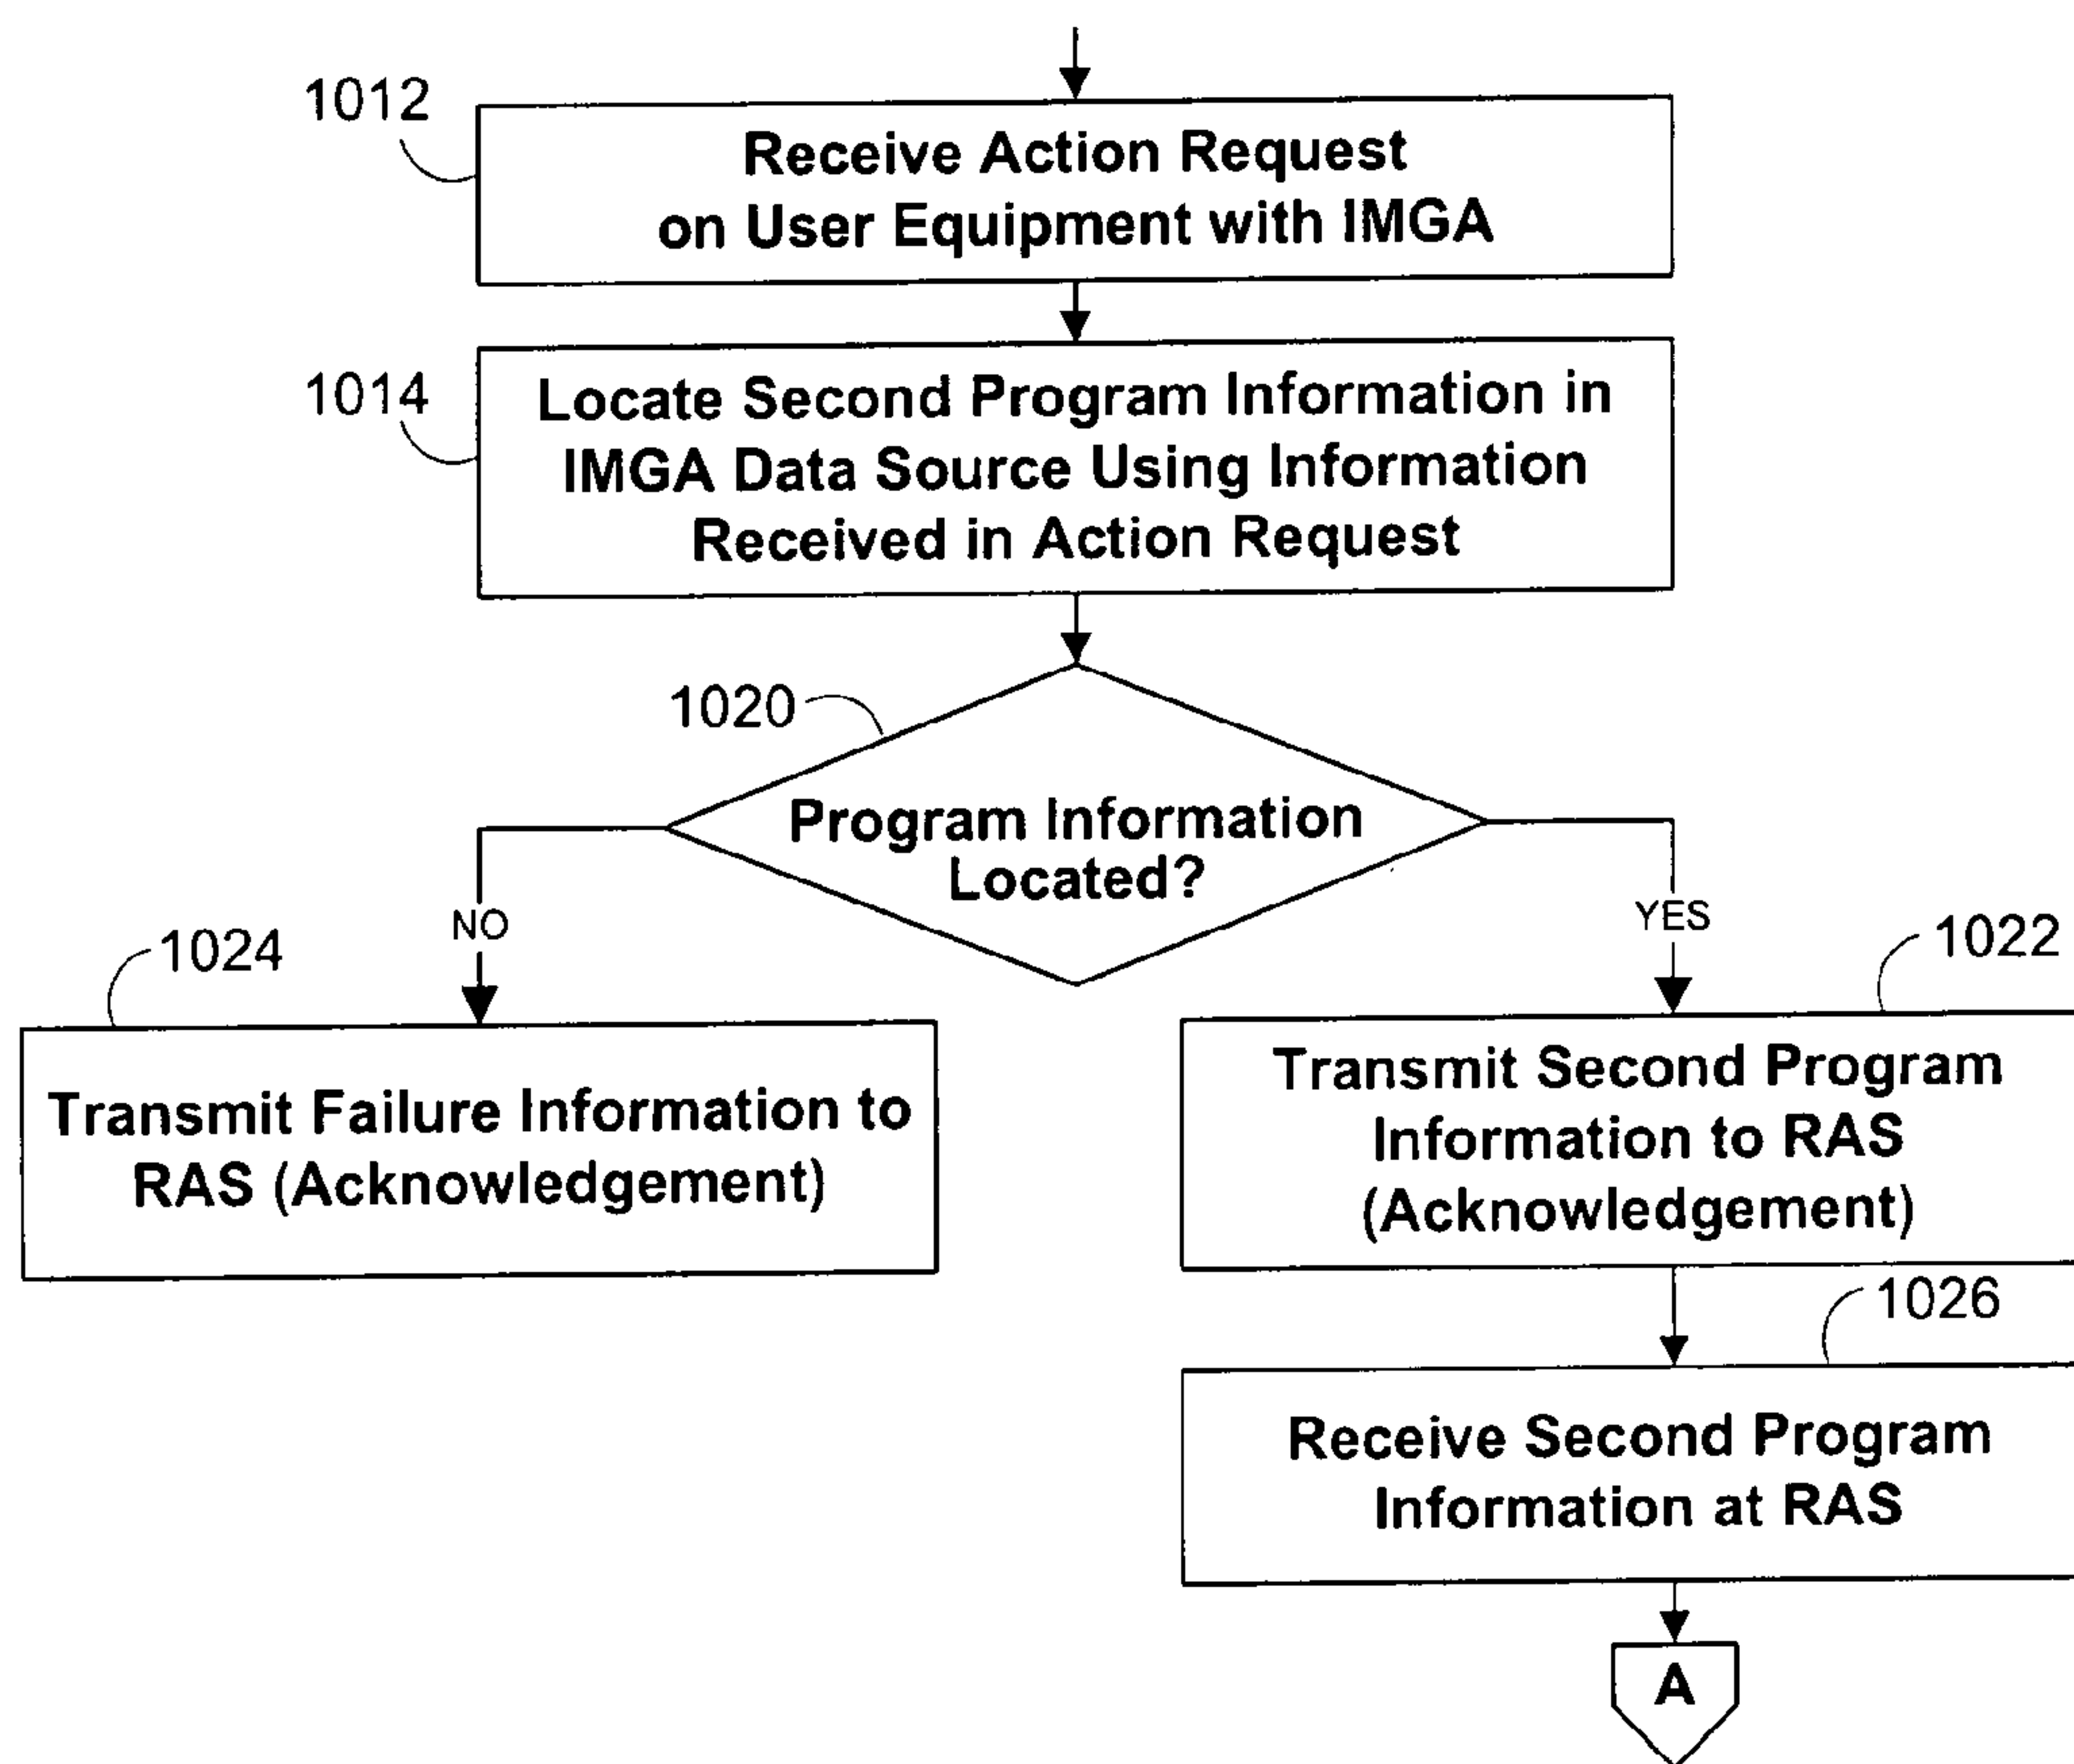 1012
Receive Action Request
on User Equipment with IMGA
1014
Locate Second Program Information in
IMGA Data Source Using Information
Received in Action Request
1020
Program Information
Located?
NO
YES
1024
1022
Transmit Failure Information to
RAS (Acknowledgement)
Transmit Second Program
Information to RAS
(Acknowledgement)
1026
Receive Second Program
Information at RAS
A